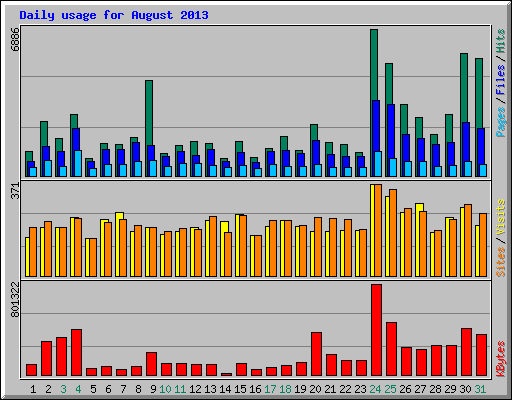 Daily usage for August 2013
6886
Pages / Files / Hits
371
Sites / Visits
801322
KBytes
1 2 3 4 5 6 7 8 9 10 11 12 13 14 15 16 17 18 19 20 21 22 23 24 25 26 27 28 29 30 31